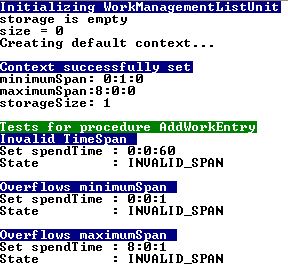 Initializing WorkManagementListUnit
storage is empty
size = 0
Creating default context...
Context successfully set
minimumSpan: 0:1:0
maximumSpan:8:0:0
storageSize: 1
Tests for procedure AddWorkEntry
Invalid TimeSpan
Set spendTime : 0:0:60
State : INVALID_SPAN
Overflows minimumSpan
Set spendTime : 0:0:1
State : INVALID_SPAN
Overflows maximumSpan
Set spendTime : 8:0:1
State : INVALID_SPAN